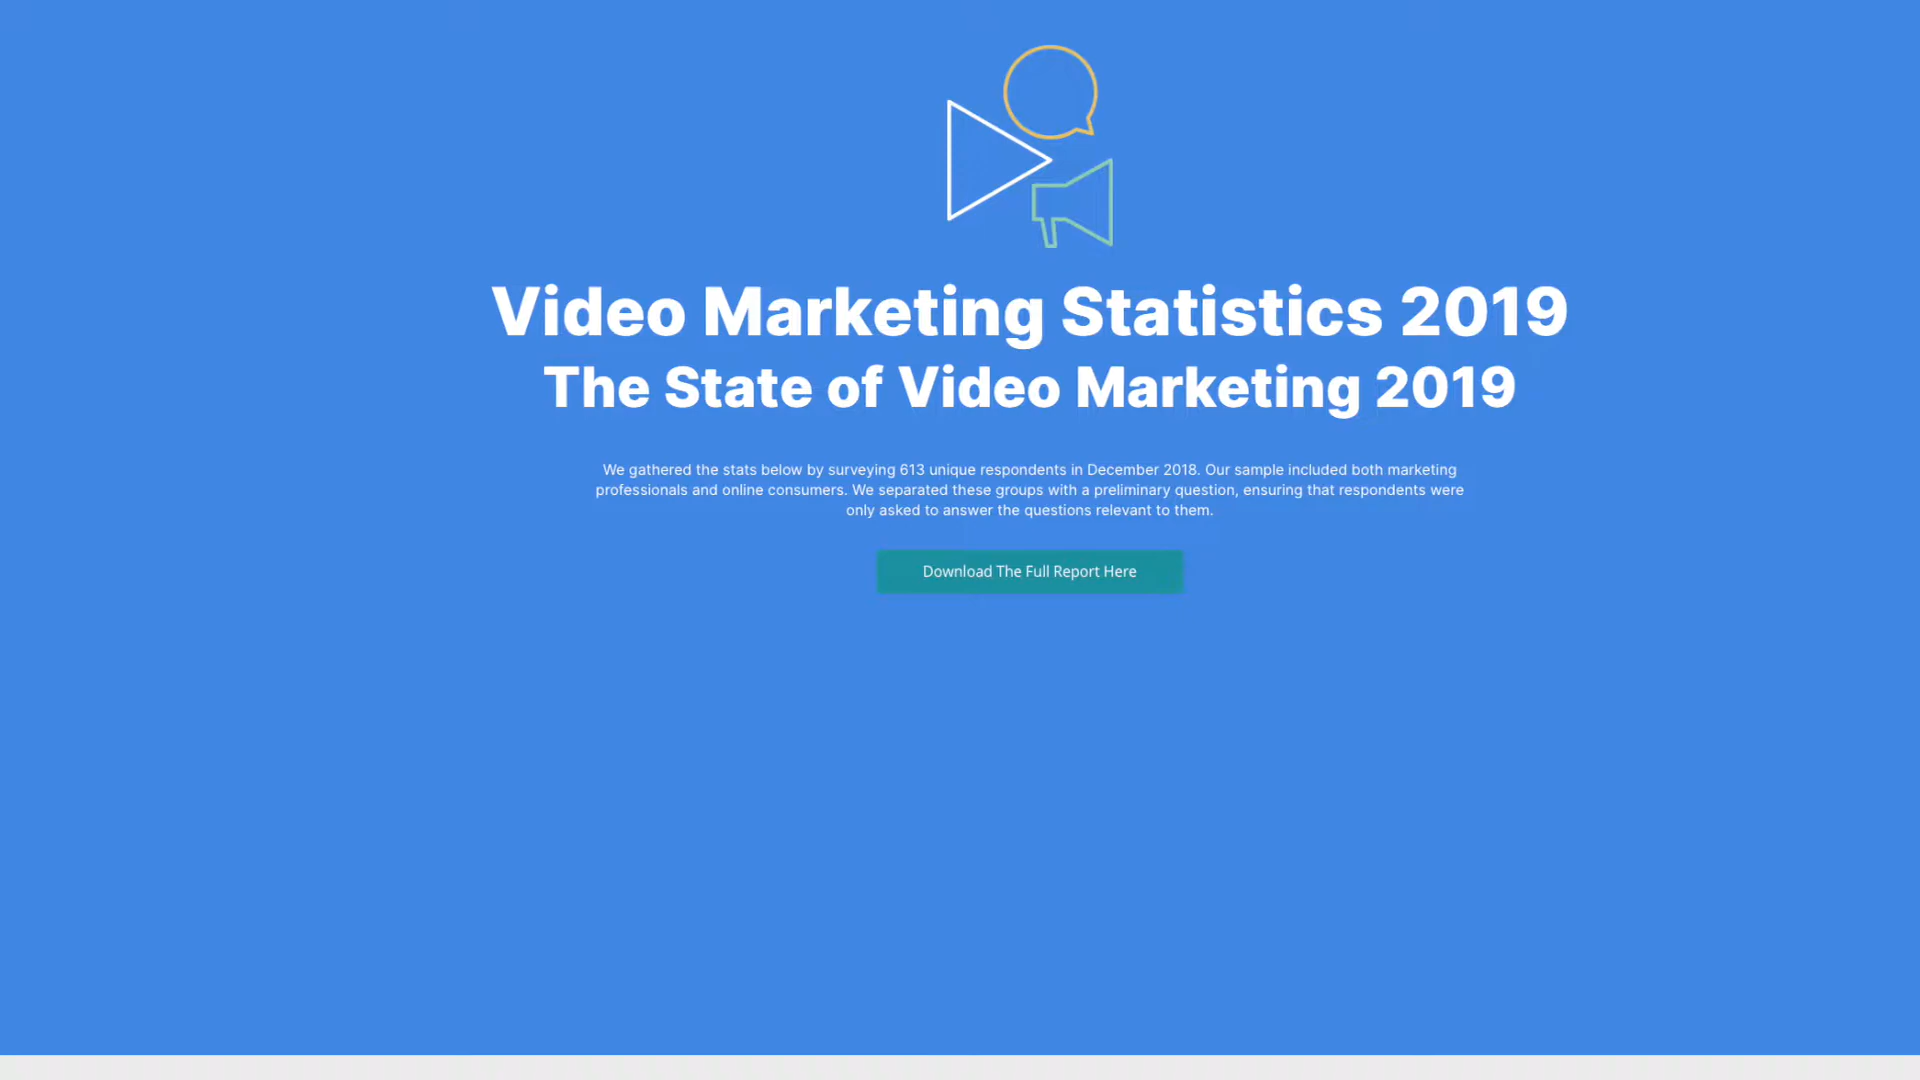 Video Marketing Statistics 2019
The State of Video Marketing 2019
We gathered the stats below by surveying 613 unique respondents in December 2018. Our sample included both marketing
professionals and online consumers. We separated these groups with a preliminary question, ensuring that respondents were
only asked to answer the questions relevant to them.
Download The Full Report Here